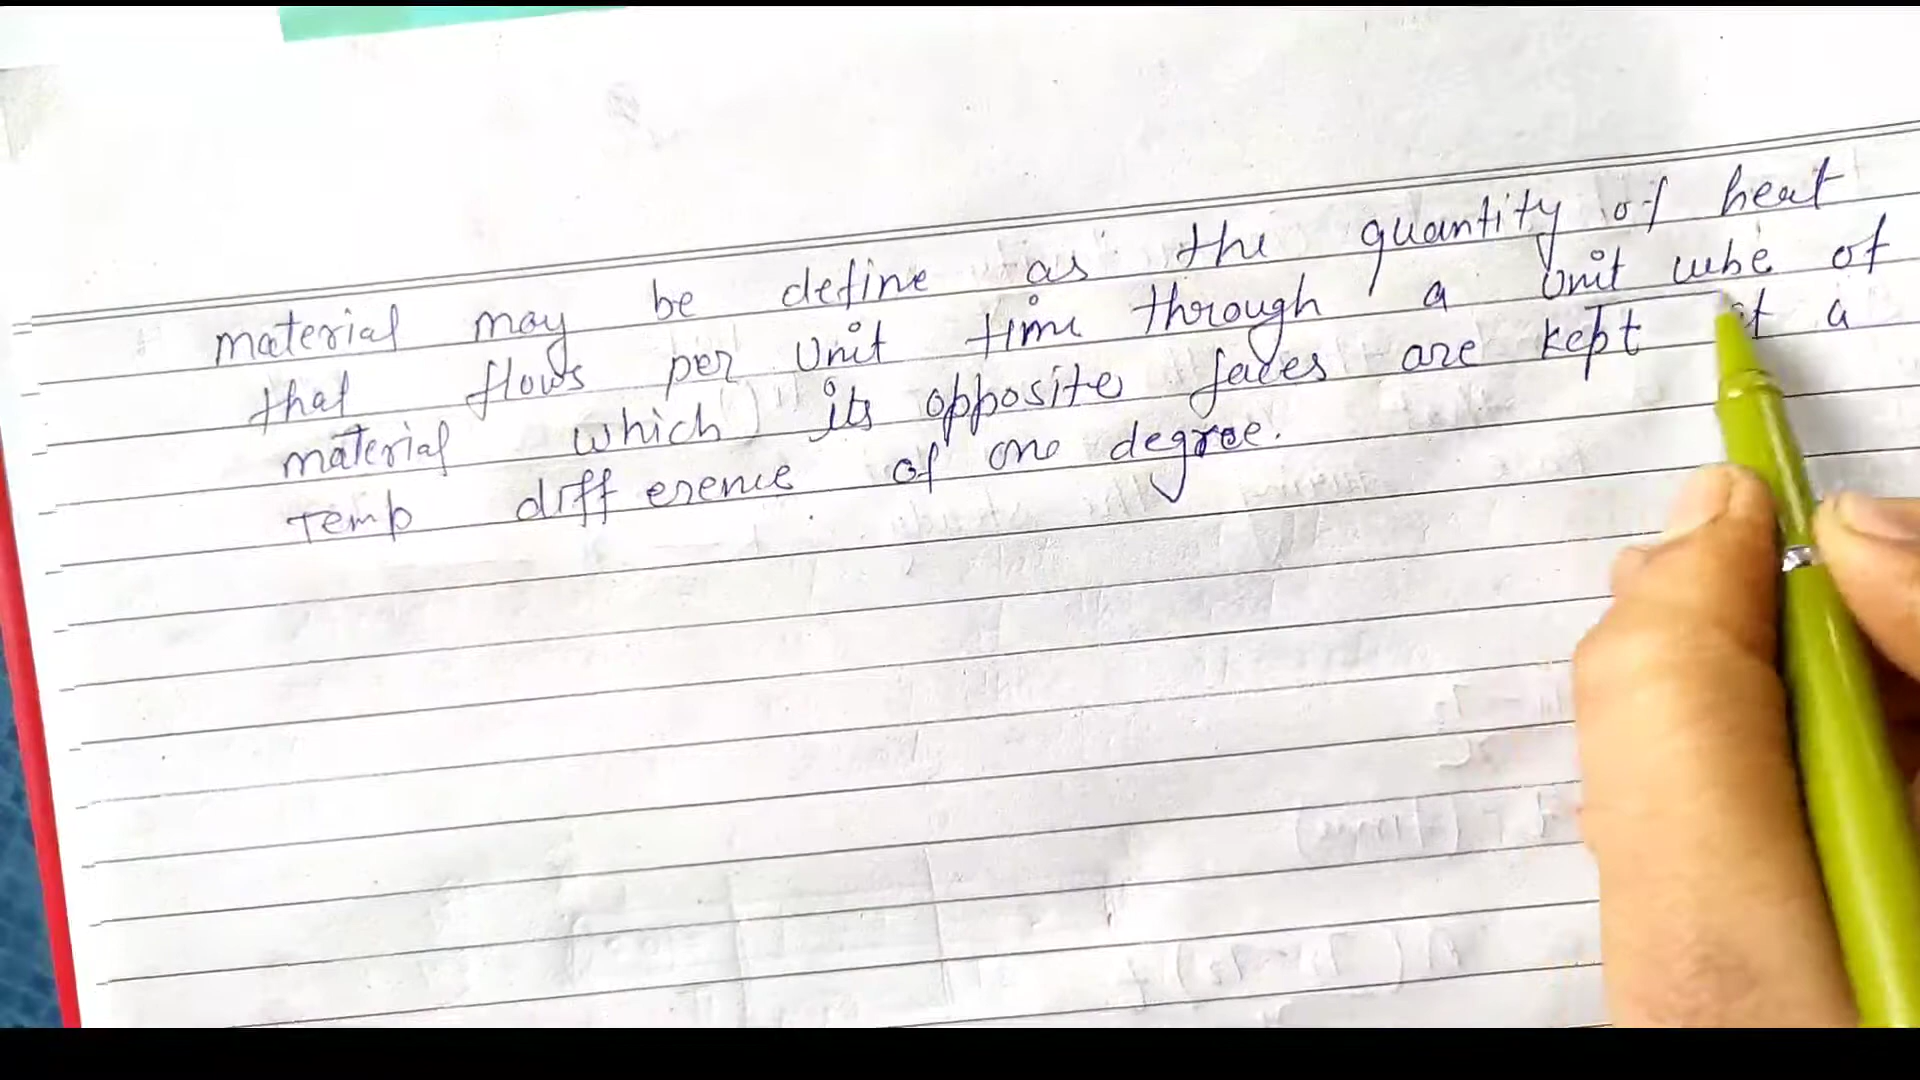 material may be define as the quantity of heat
that flows per unit time through a unit cube of
material which its opposite faces are kept at a
Temp difference of one degree.